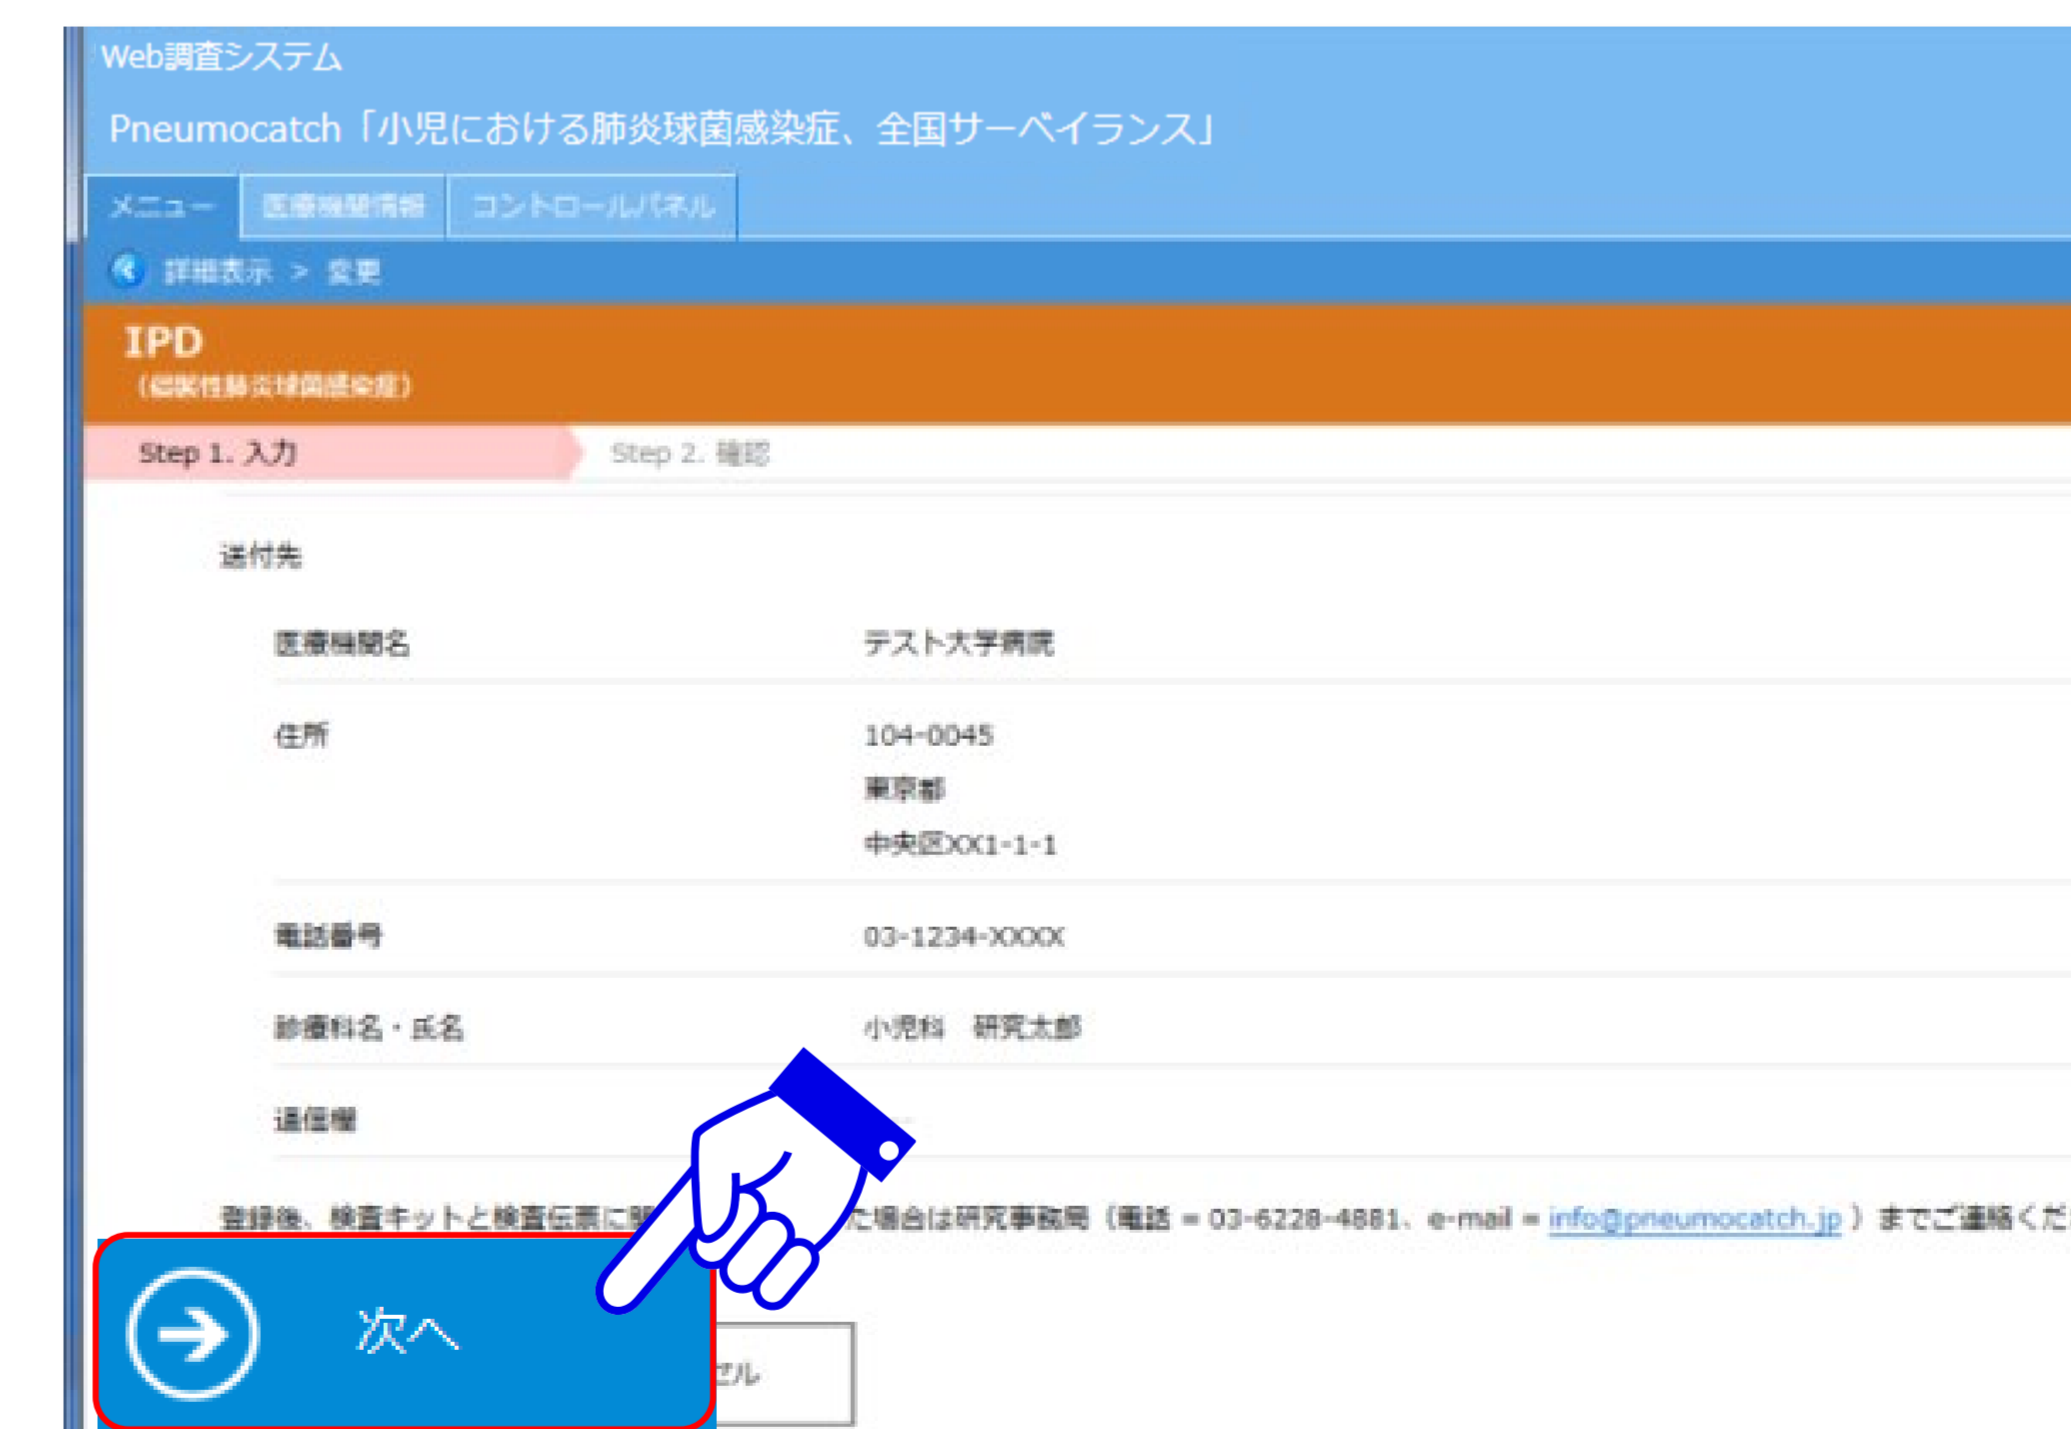 Web調査システム
Pneumocatch「小児における肺炎球菌感染症、全国サーベイランス」
メニュー 医療機関情報 コントロールパネル
詳細表示 > 変更
IPD
(侵襲性肺炎球菌感染症)
Step 1. 入力 Step 2. 確認
送付先
医療機関名 テスト大学病院
住所 104-0045
東京都
中央区XX1-1-1
電話番号 03-1234-XXXX
診療科名・氏名 小児科 研究太郎
通信欄
登録後、検査キットと検査伝票に関 た場合は研究事務局（電話 = 03-6228-4881、e-mail = info@pneumocatch.jp ）までご連絡くだ
次へ
セル